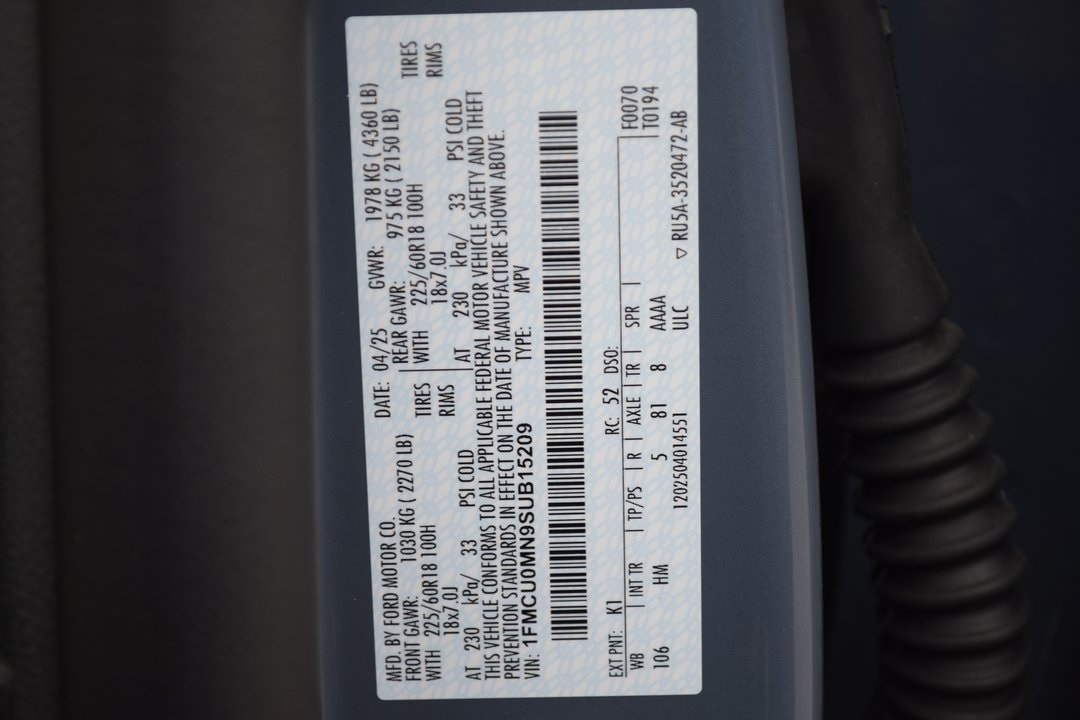 MFD. BY FORD MOTOR CO.
DATE: 04/25 GVWR: 1978 KG ( 4360 LB)
FRONT GAWR: 1030 KG ( 2270 LB) REAR GAWR: 975 KG ( 2150 LB)
WITH 225/60R18 100H TIRES WITH 225/60R18 100H TIRES
18x7.0J RIMS 18x7.0J RIMS
AT 230 kPa/ 33 PSI COLD AT 230 kPa/ 33 PSI COLD
THIS VEHICLE CONFORMS TO ALL APPLICABLE FEDERAL MOTOR VEHICLE SAFETY AND THEFT
PREVENTION STANDARDS IN EFFECT ON THE DATE OF MANUFACTURE SHOWN ABOVE.
VIN: 1FMCU0MN9SUB15209 TYPE: MPV
EXT PNT: K1 RC: 52 DSO: F0070
WB | INT TR | TP/PS | R | AXLE | TR | SPR | T0194
106 HM 5 81 8 AAAA
1202504014551 ULC ▽ RU5A-3520472-AB